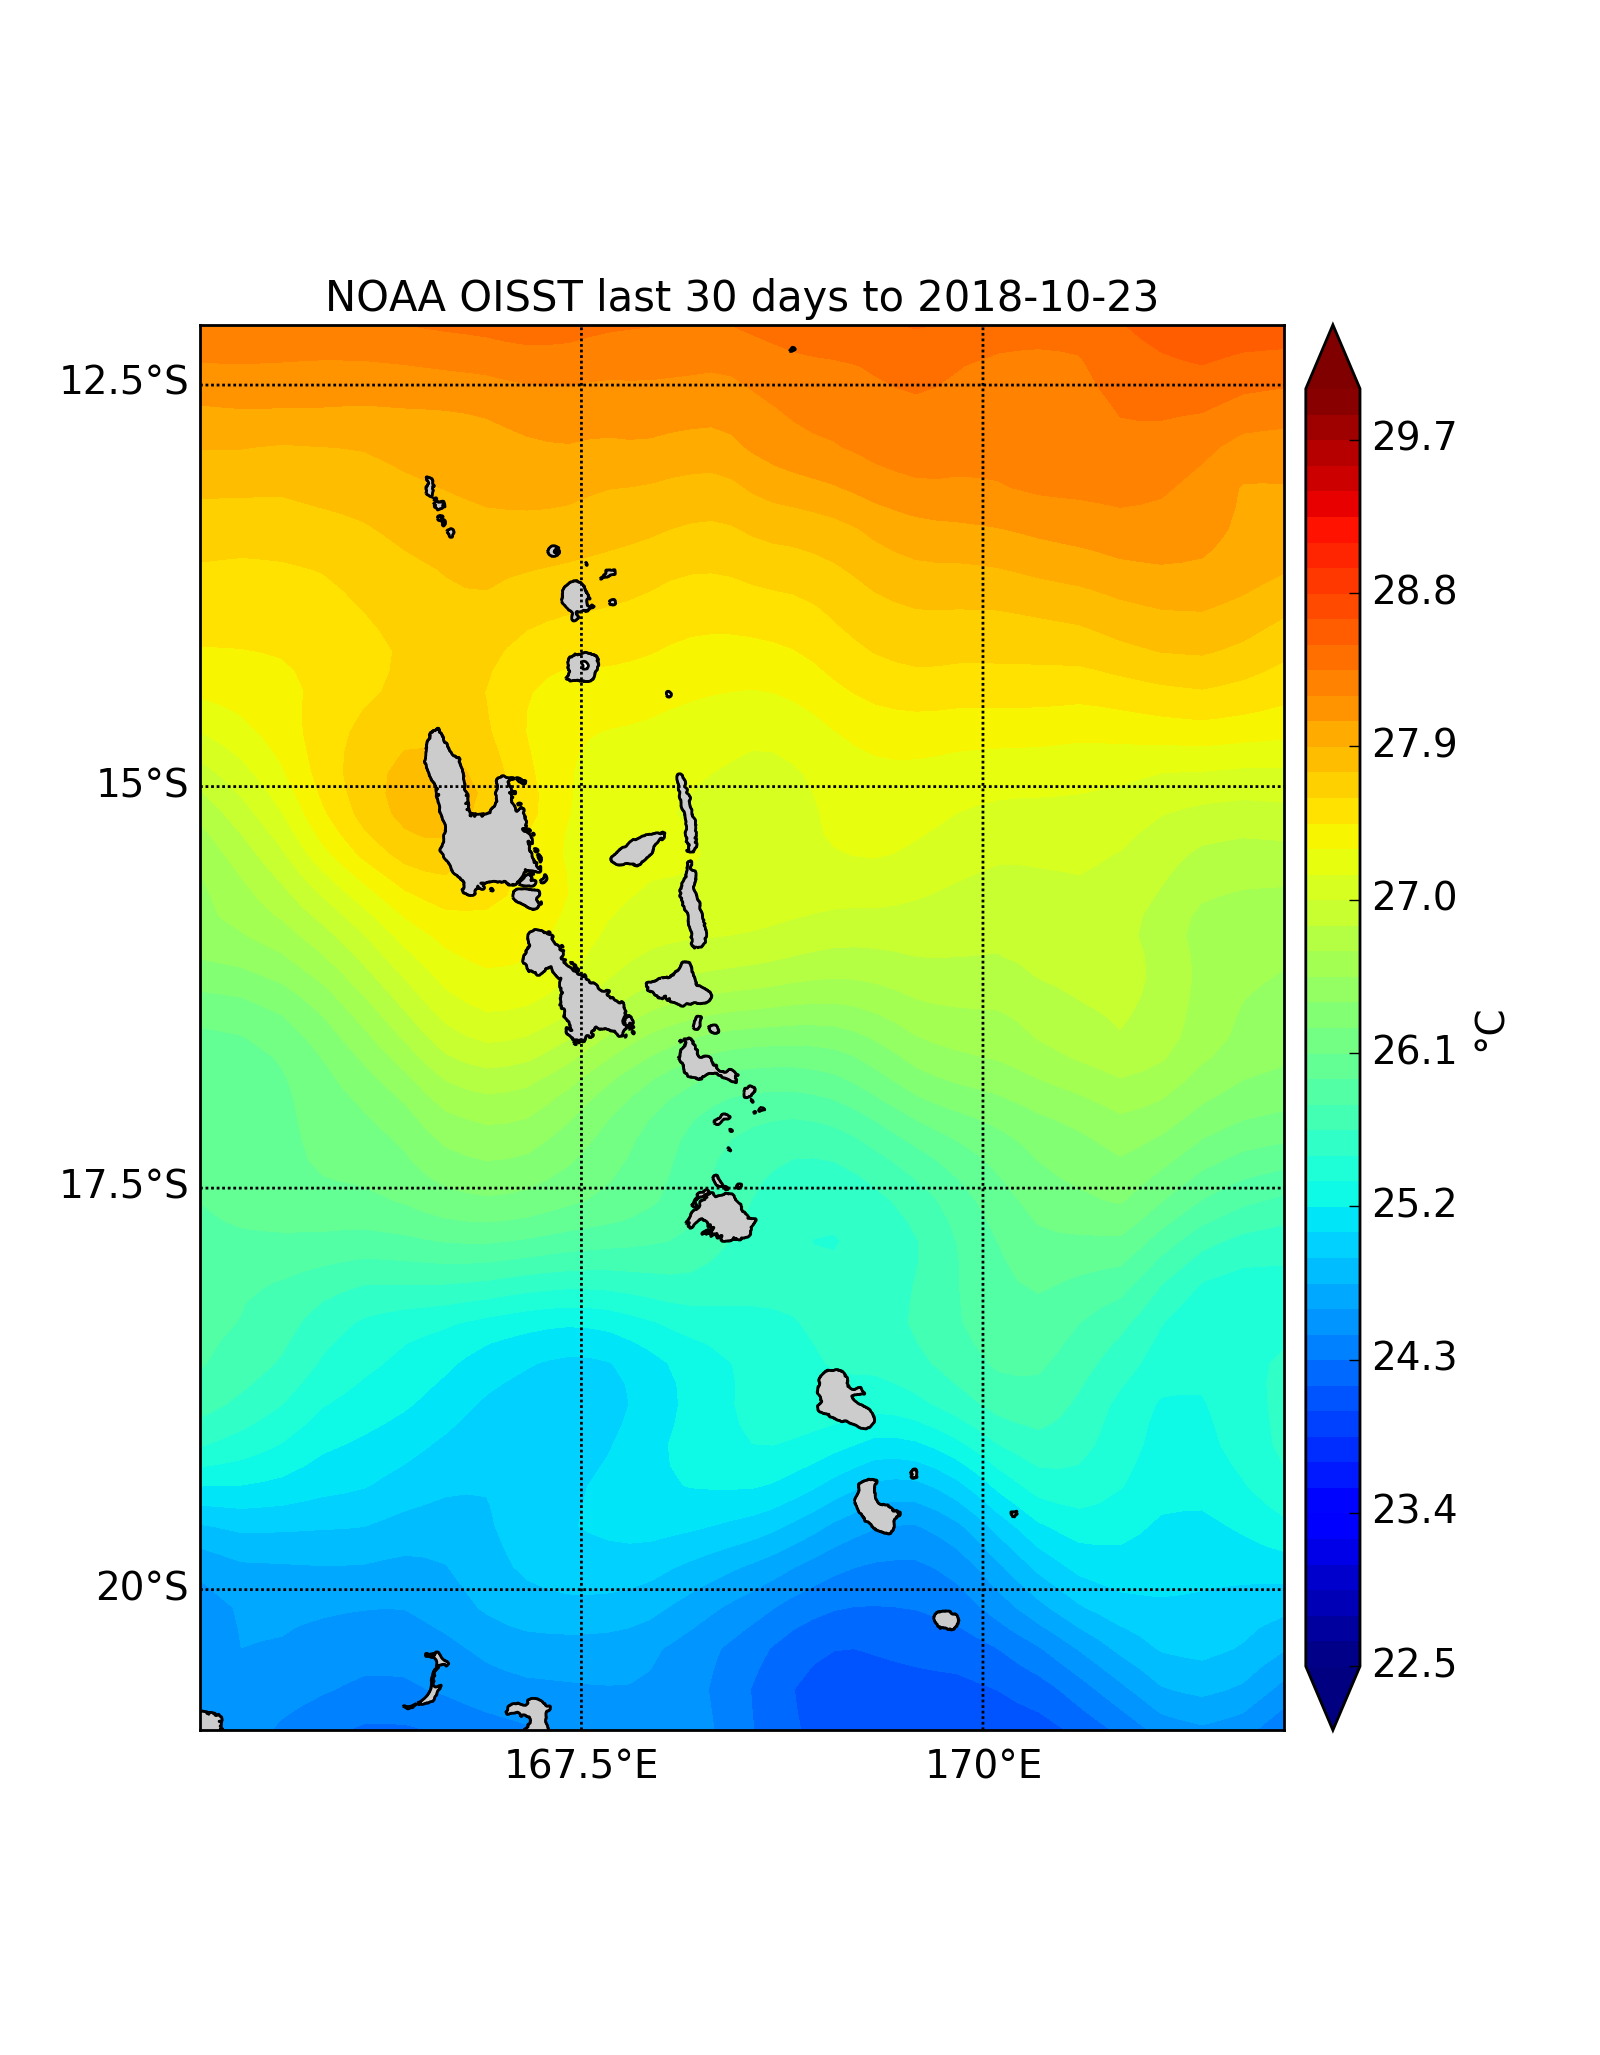 NOAA OISST last 30 days to 2018-10-23
12.5°S
15°S
17.5°S
20°S
167.5°E
170°E
29.7
28.8
27.9
27.0
26.1
25.2
24.3
23.4
22.5
°C